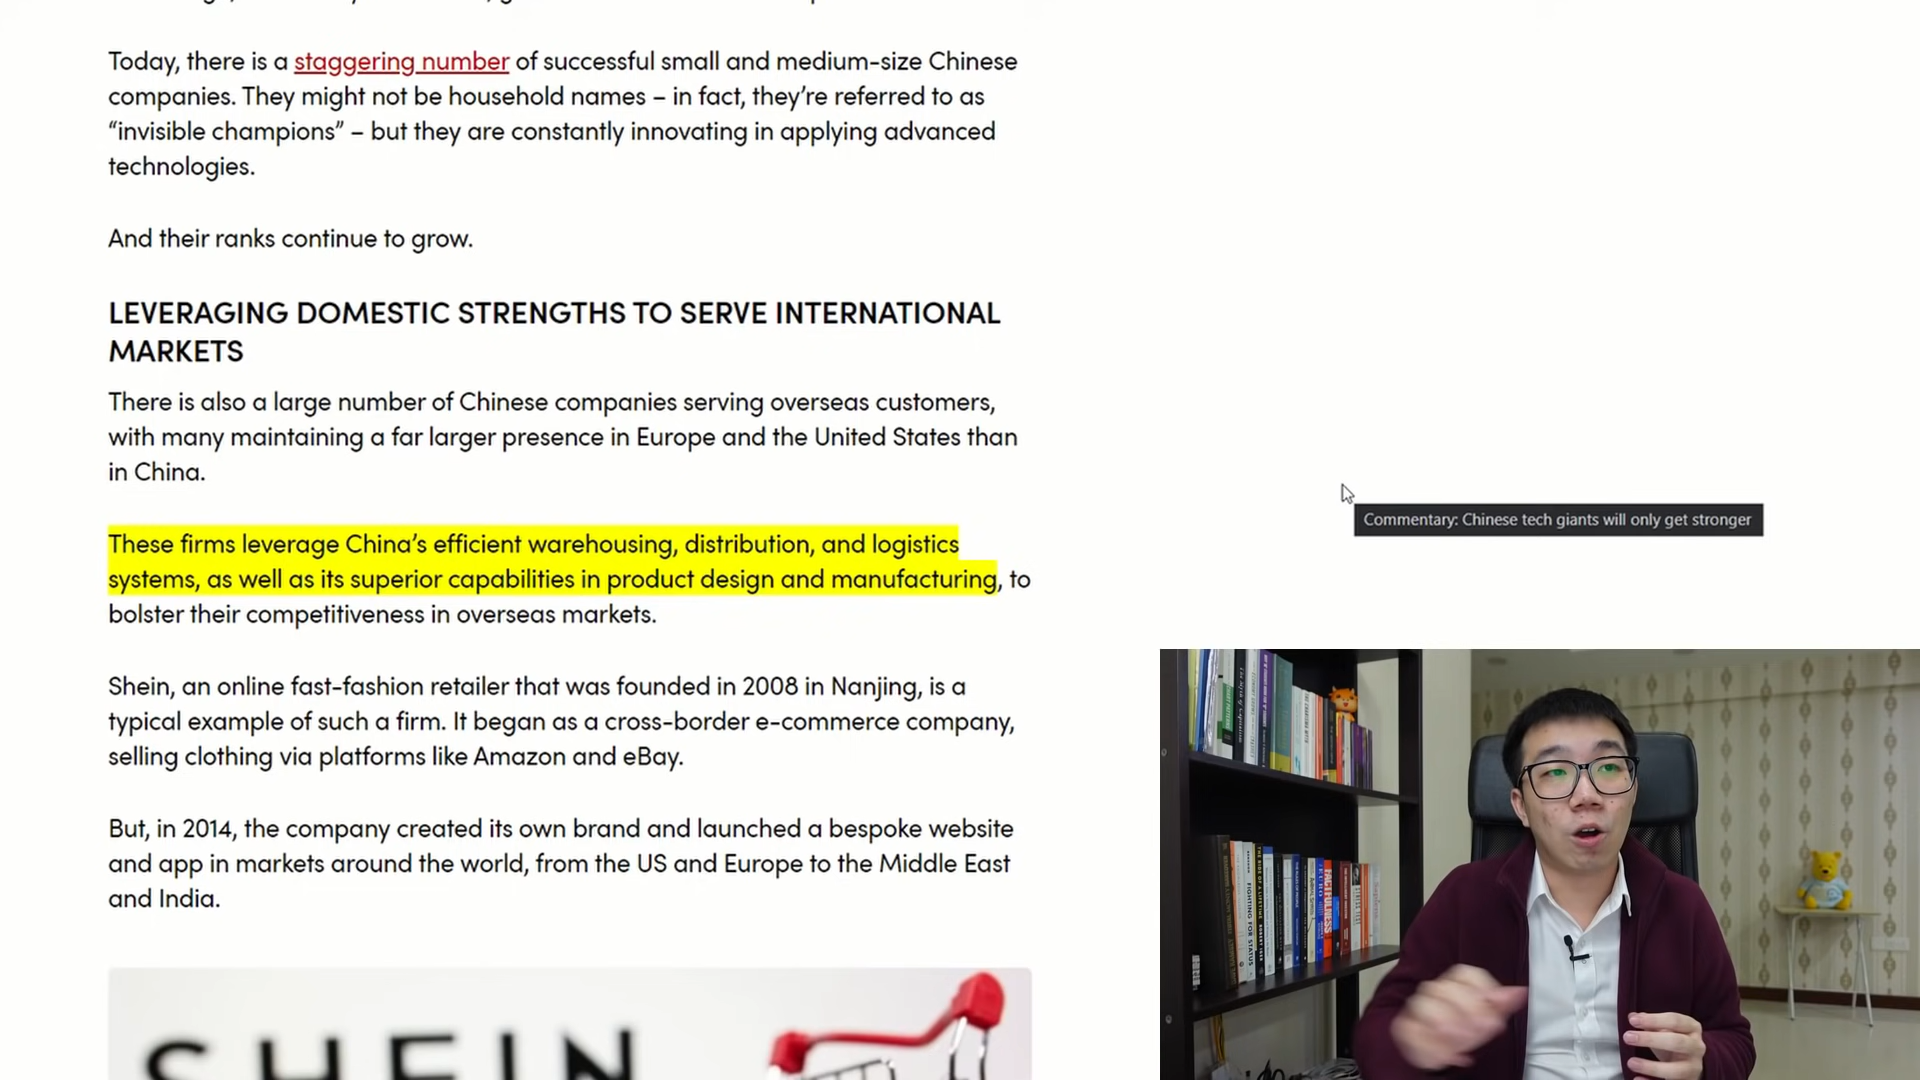 Today, there is a staggering number of successful small and medium-size Chinese
companies. They might not be household names – in fact, they’re referred to as
“invisible champions” – but they are constantly innovating in applying advanced
technologies.
And their ranks continue to grow.
LEVERAGING DOMESTIC STRENGTHS TO SERVE INTERNATIONAL
MARKETS
There is also a large number of Chinese companies serving overseas customers,
with many maintaining a far larger presence in Europe and the United States than
in China.
Commentary: Chinese tech giants will only get stronger
These firms leverage China’s efficient warehousing, distribution, and logistics
systems, as well as its superior capabilities in product design and manufacturing, to
bolster their competitiveness in overseas markets.
Shein, an online fast-fashion retailer that was founded in 2008 in Nanjing, is a
typical example of such a firm. It began as a cross-border e-commerce company,
selling clothing via platforms like Amazon and eBay.
But, in 2014, the company created its own brand and launched a bespoke website
and app in markets around the world, from the US and Europe to the Middle East
and India.
SHEIN
FIGHTING FOR STATUS
FACTFULNESS